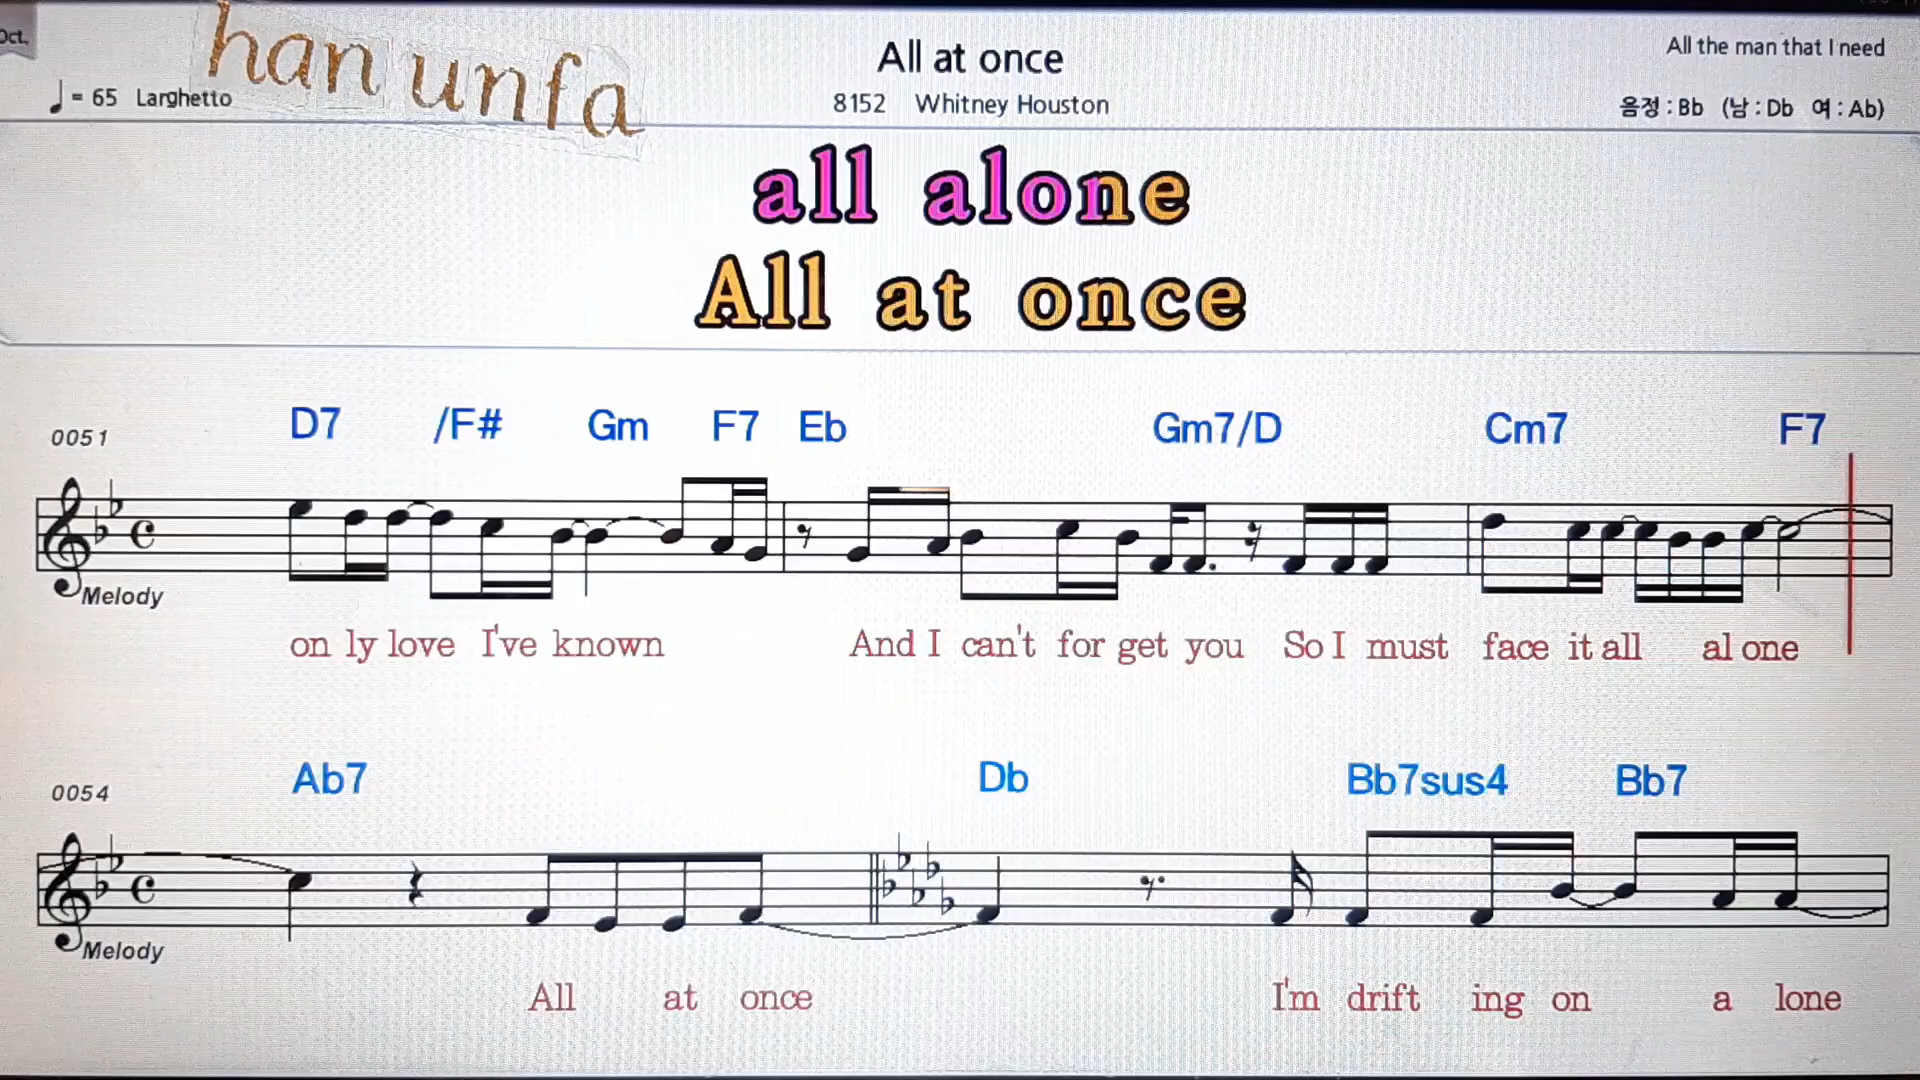 Oct.
han unfa
All at once
All the man that I need
= 65 Larghetto
8152 Whitney Houston
음정 : Bb (남 : Db 여 : Ab)
all alone
All at once
0051
D7 /F# Gm F7 Eb Gm7/D Cm7 F7
Melody
on ly love I've known And I can't for get you So I must face it all al one
0054
Ab7 Db Bb7sus4 Bb7
Melody
All at once I'm drift ing on a lone